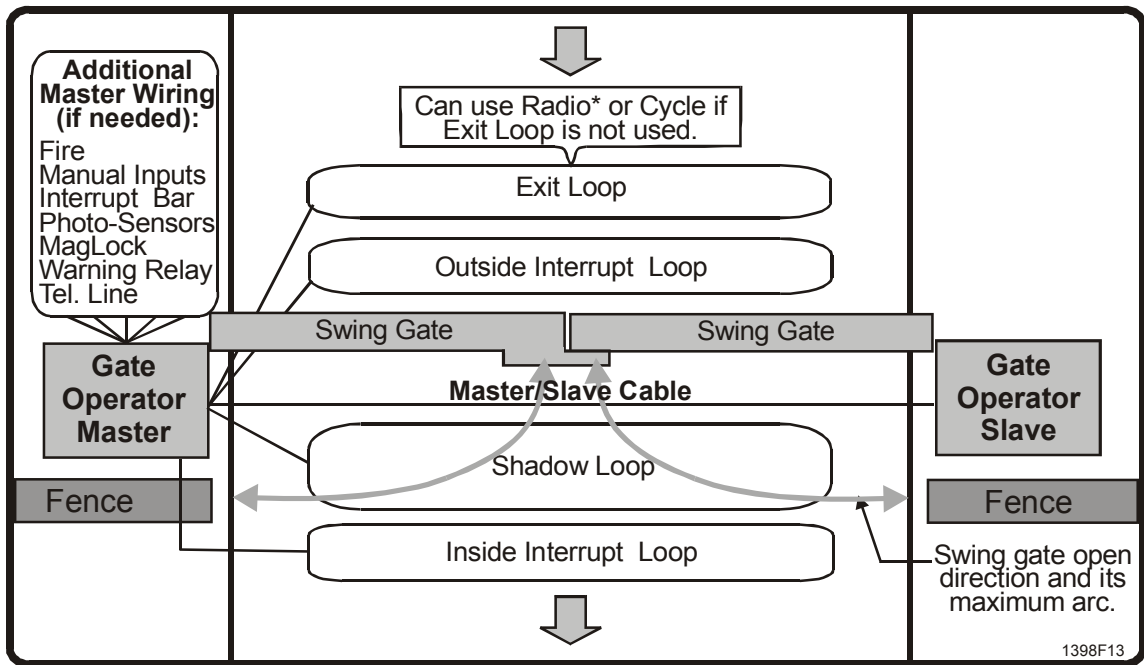 Additional
Master Wiring
(if needed):
Fire
Manual Inputs
Interrupt Bar
Photo-Sensors
MagLock
Warning Relay
Tel. Line
Can use Radio* or Cycle if
Exit Loop is not used.
Exit Loop
Outside Interrupt Loop
Swing Gate
Swing Gate
Gate
Operator
Master
Master/Slave Cable
Gate
Operator
Slave
Shadow Loop
Fence
Fence
Inside Interrupt Loop
Swing gate open
direction and its
maximum arc.
1398F13